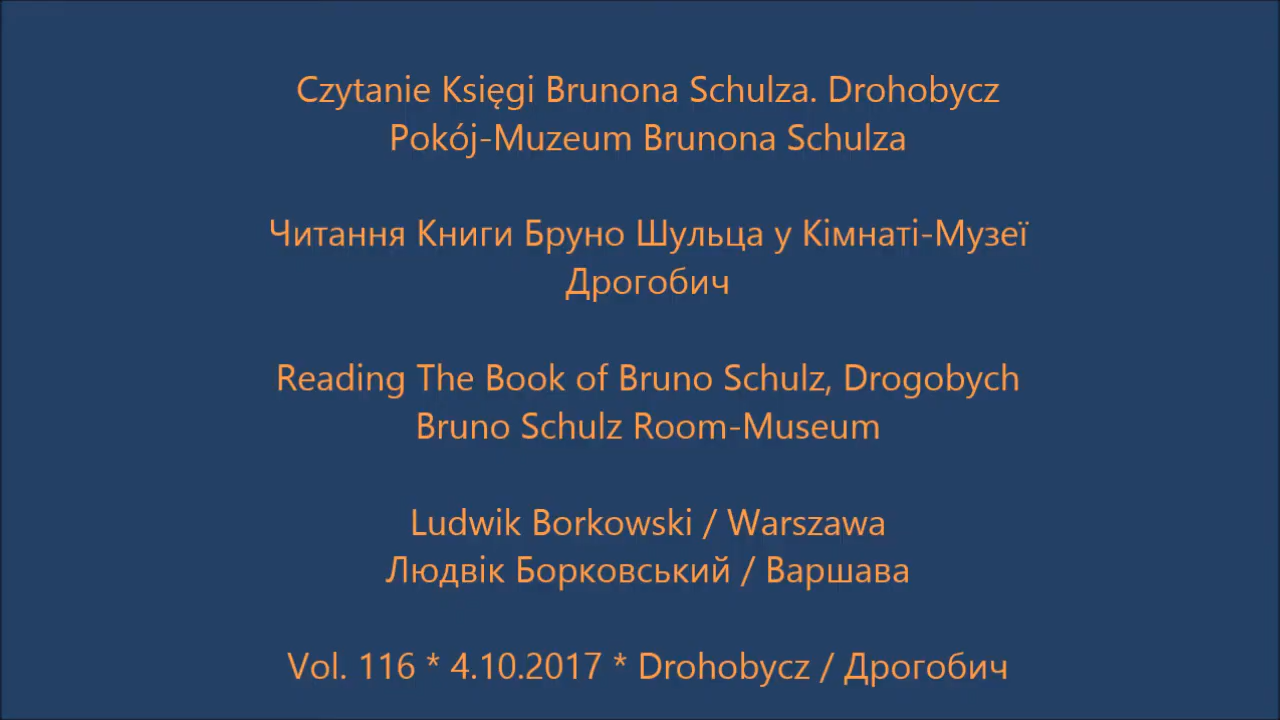 Czytanie Księgi Brunona Schulza. Drohobycz
Pokój-Muzeum Brunona Schulza
Читання Книги Бруно Шульца у Кімнаті-Музеї
Дрогобич
Reading The Book of Bruno Schulz, Drogobych
Bruno Schulz Room-Museum
Ludwik Borkowski / Warszawa
Людвік Борковський / Варшава
Vol. 116 * 4.10.2017 * Drohobycz / Дрогобич